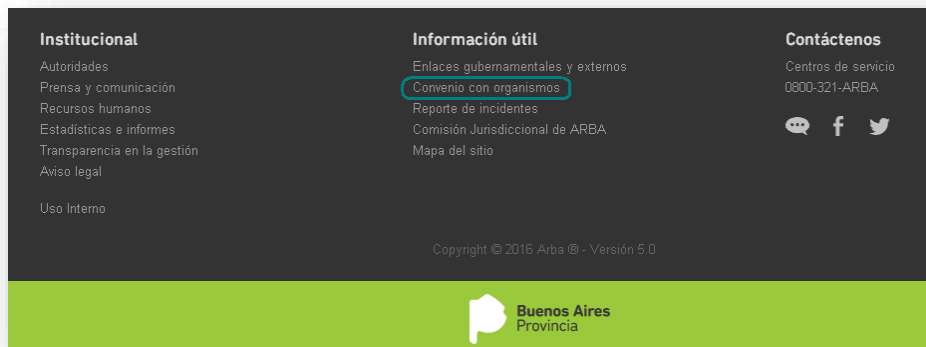 Institucional
Autoridades
Prensa y comunicación
Recursos humanos
Estadísticas e informes
Transparencia en la gestión
Aviso legal
Uso Interno
Información útil
Enlaces gubernamentales y externos
Convenio con organismos
Reporte de incidentes
Comisión Jurisdiccional de ARBA
Mapa del sitio
Contáctenos
Centros de servicio
0800-321-ARBA
Copyright © 2016 Arba ® - Versión 5.0
Buenos Aires
Provincia